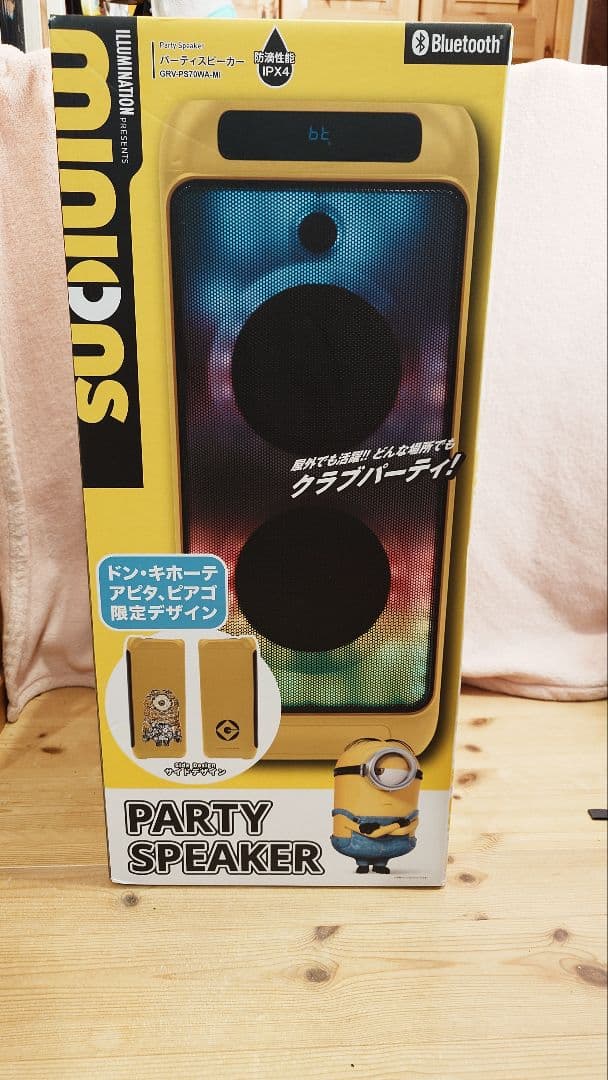 ILLUMINATION
PRESENTS
minions
Party Speaker
パーティスピーカー
GRV-PS70WA-MI
防滴性能
IPX4
Bluetooth®
bt
屋外でも活躍!! どんな場所でも
クラブパーティ!
ドン・キホーテ
アピタ、ピアゴ
限定デザイン
Side Design
サイドデザイン
PARTY
SPEAKER